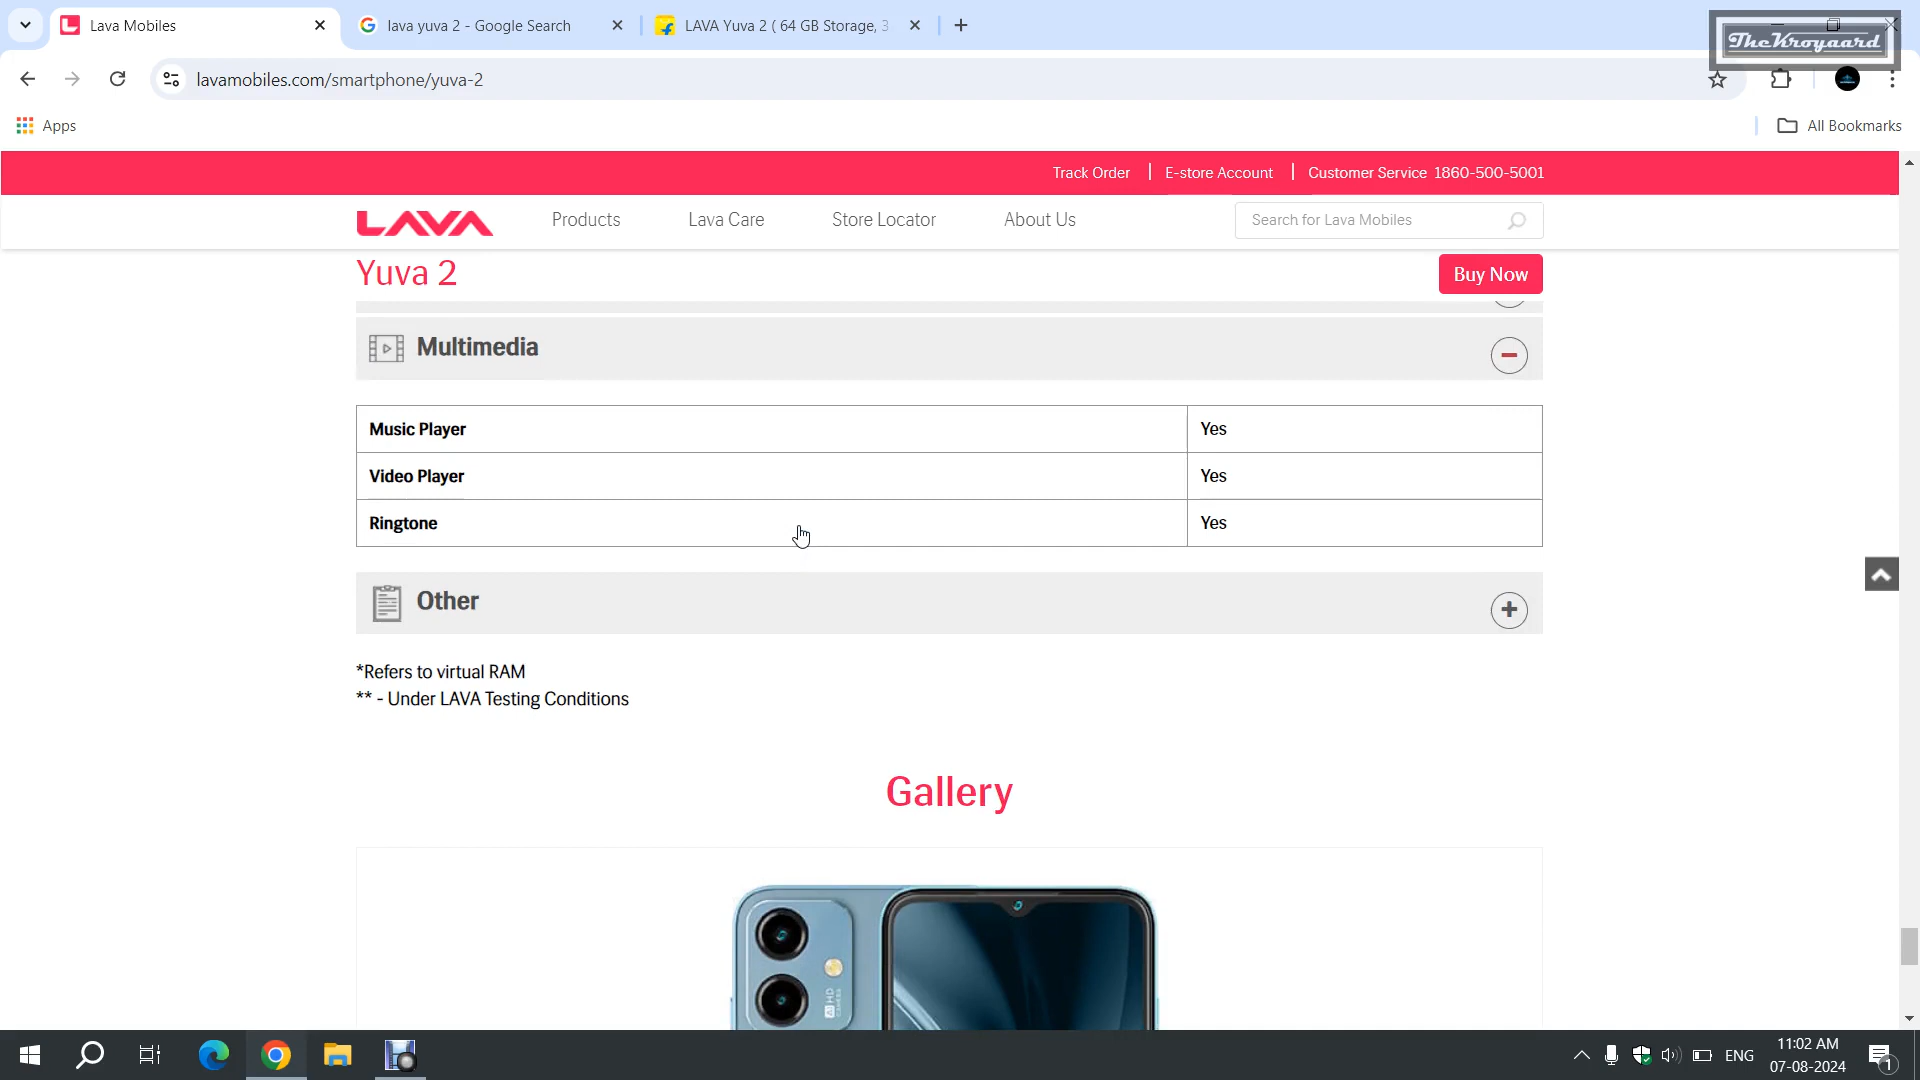 Lava Mobiles
lava yuva 2 - Google Search
LAVA Yuva 2 ( 64 GB Storage, 3
TheKroyaard
lavamobiles.com/smartphone/yuva-2
Apps
All Bookmarks
Track Order
E-store Account
Customer Service 1860-500-5001
LAVA
Products
Lava Care
Store Locator
About Us
Search for Lava Mobiles
Yuva 2
Buy Now
Multimedia
Music Player Yes
Video Player Yes
Ringtone Yes
Other
*Refers to virtual RAM
** - Under LAVA Testing Conditions
Gallery
ENG
11:02 AM
07-08-2024
1